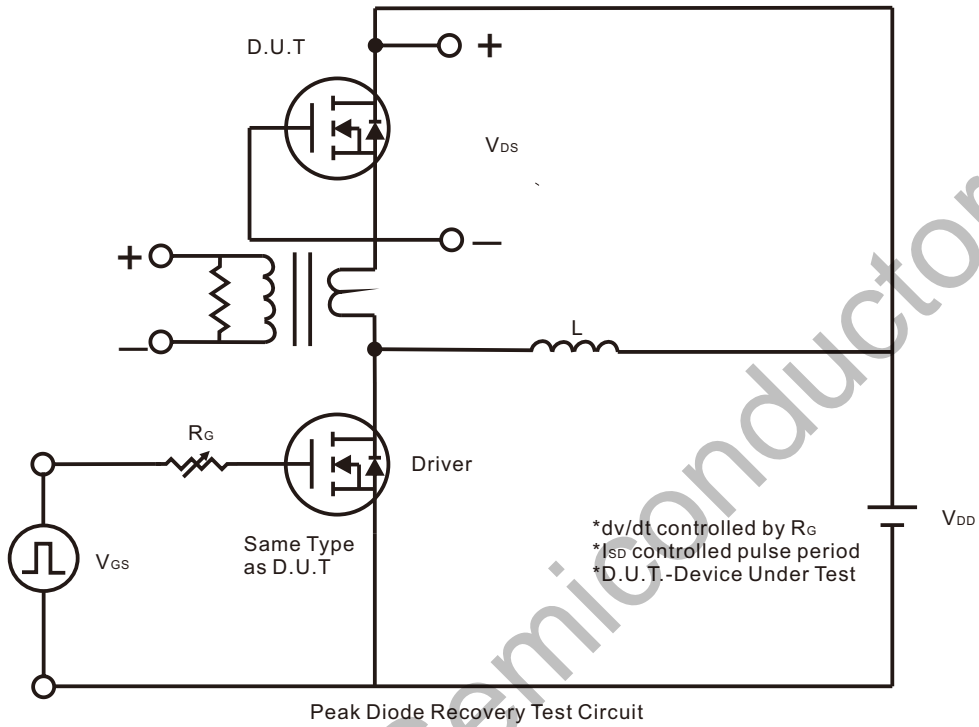 D.U.T
+
VDS
—
+
—
L
RG
Driver
VGS
Same Type
as D.U.T
*dv/dt controlled by RG
*ISD controlled pulse period
*D.U.T.-Device Under Test
VDD
Peak Diode Recovery Test Circuit
emiconductor